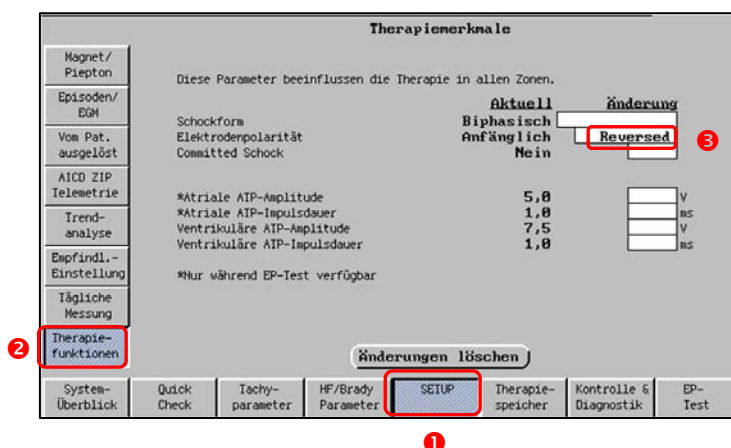 Therapiemerkmale
Magnet/
Piepton
Episoden/
EGM
Vom Pat.
ausgelöst
AICD ZIP
Telemetrie
Trend-
analyse
Empfindl.-
Einstellung
Tägliche
Messung
Therapie-
funktionen
2
Diese Parameter beeinflussen die Therapie in allen Zonen.
Aktuell Änderung
Schockform Biphasisch
Elektrodenpolarität Anfänglich Reversed 3
Committed Schock Nein
*Atriale ATP-Amplitude 5,0 V
*Atriale ATP-Impulsdauer 1,0 ms
Ventrikuläre ATP-Amplitude 7,5 V
Ventrikuläre ATP-Impulsdauer 1,0 ms
*Nur während EP-Test verfügbar
Änderungen löschen
System-
Überblick
Quick
Check
Tachy-
parameter
HF/Brady
Parameter
SETUP
Therapie-
speicher
Kontrolle &
Diagnostik
EP-
Test
1